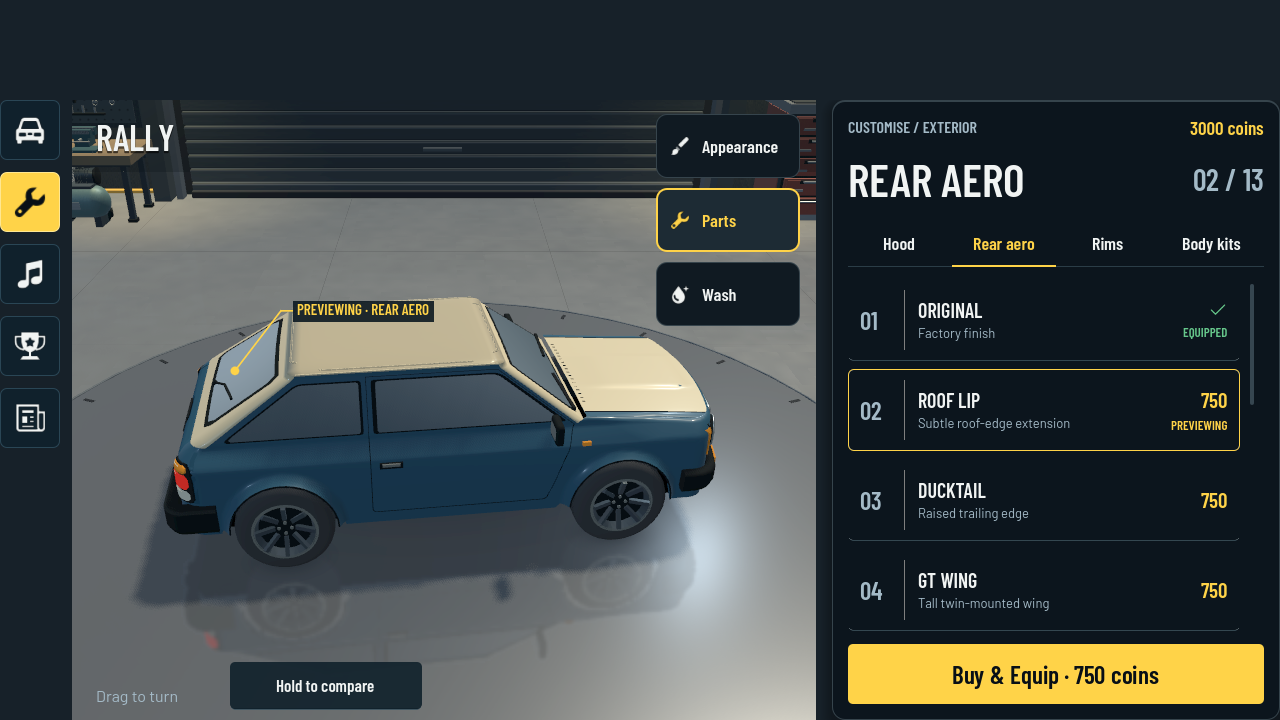 RALLY
PREVIEWING · REAR AERO
Appearance
Parts
Wash
Drag to turn
Hold to compare
CUSTOMISE / EXTERIOR
3000 coins
REAR AERO
02 / 13
Hood
Rear aero
Rims
Body kits
01
ORIGINAL
Factory finish
EQUIPPED
02
ROOF LIP
Subtle roof-edge extension
750
PREVIEWING
03
DUCKTAIL
Raised trailing edge
750
04
GT WING
Tall twin-mounted wing
750
Buy & Equip · 750 coins